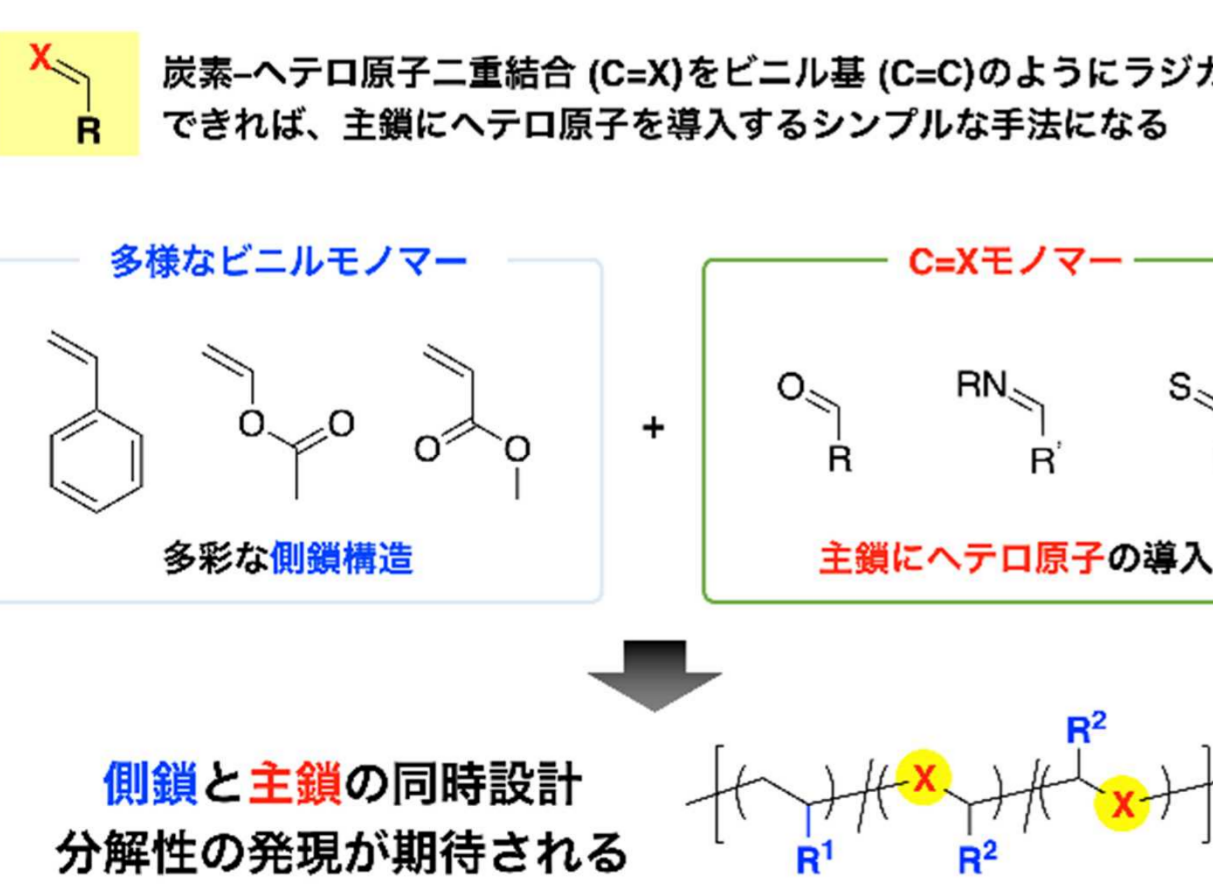 X
R
炭素–ヘテロ原子二重結合 (C=X)をビニル基 (C=C)のようにラジカ
できれば、主鎖にヘテロ原子を導入するシンプルな手法になる
多様なビニルモノマー
C=Xモノマー
O O
O O
+
O R
RN R'
S
多彩な側鎖構造
主鎖にヘテロ原子の導入
側鎖と主鎖の同時設計
分解性の発現が期待される
R²
X X
R¹ R²